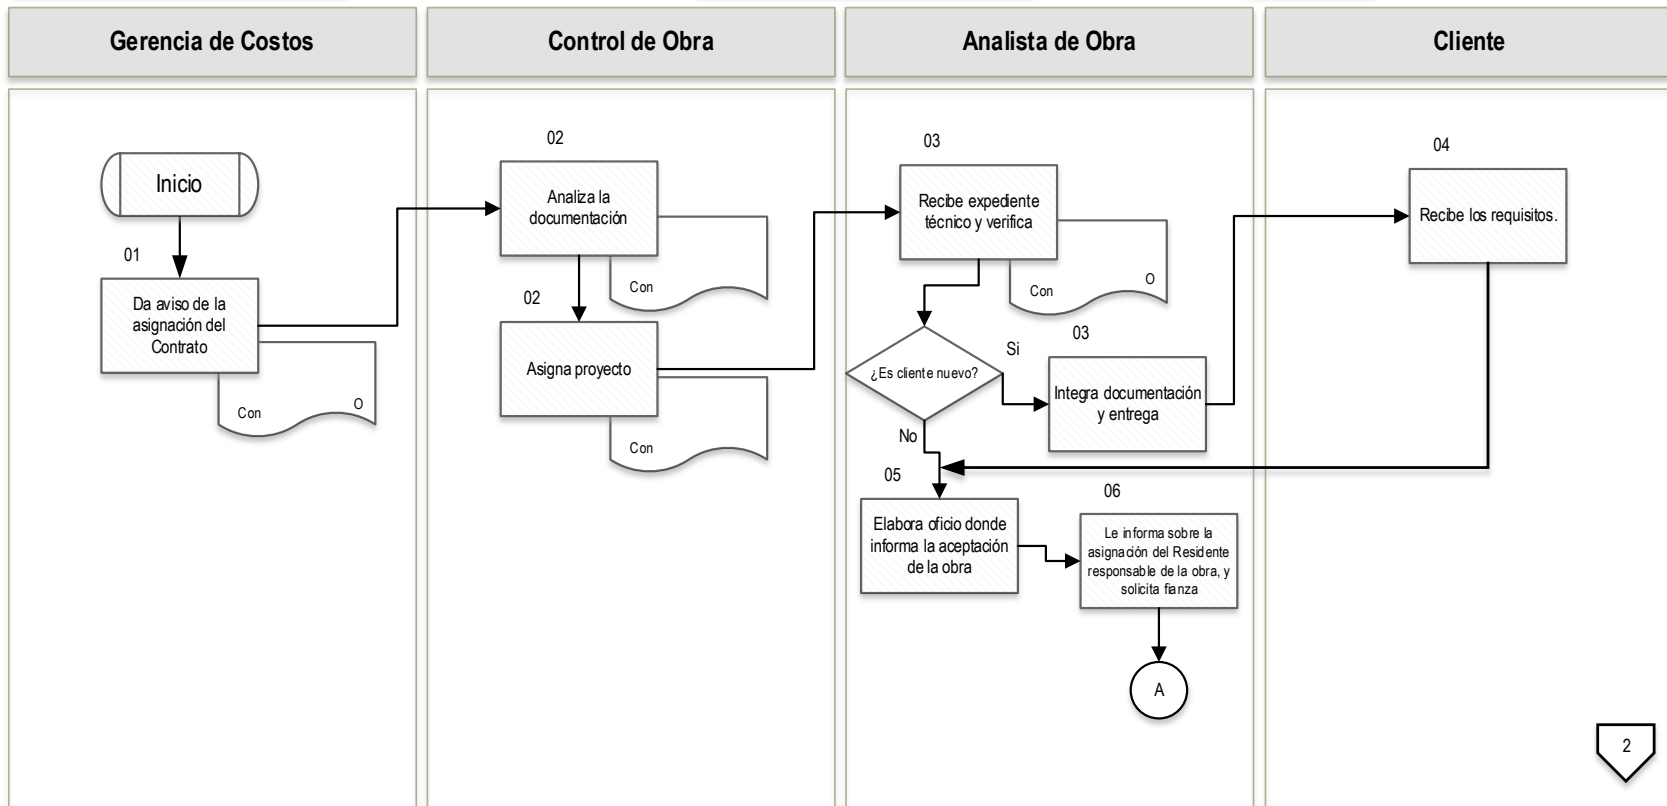 Gerencia de Costos
Control de Obra
Analista de Obra
Cliente
Inicio
01
Da aviso de la
asignación del
Contrato
Con
O
02
Analiza la
documentación
Con
02
Asigna proyecto
Con
03
Recibe expediente
técnico y verifica
Con
O
¿Es cliente nuevo?
Si
No
03
Integra documentación
y entrega
04
Recibe los requisitos.
05
Elabora oficio donde
informa la aceptación
de la obra
06
Le informa sobre la
asignación del Residente
responsable de la obra, y
solicita fianza
A
2